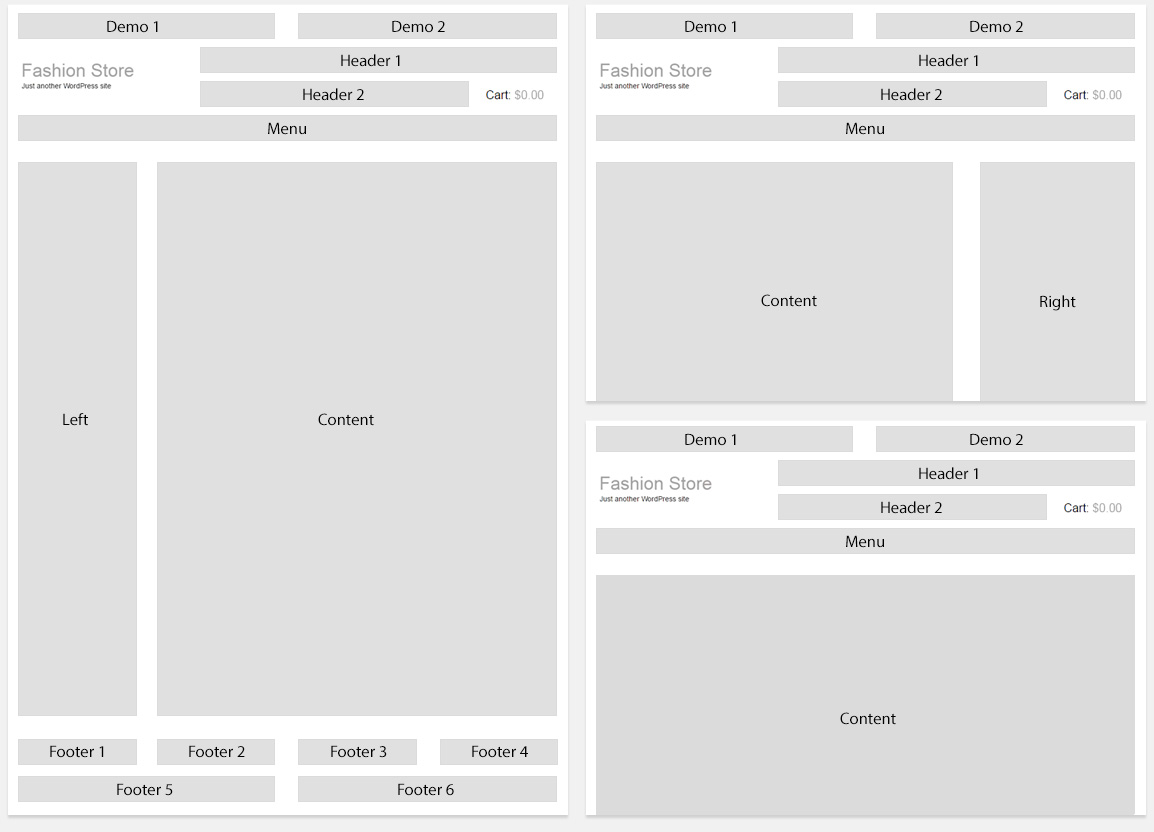 Demo 1 Demo 2
Header 1
Fashion Store
Just another WordPress site
Header 2 Cart: $0.00
Menu
Left Content
Footer 1 Footer 2 Footer 3 Footer 4
Footer 5 Footer 6
Demo 1 Demo 2
Header 1
Fashion Store
Just another WordPress site
Header 2 Cart: $0.00
Menu
Content Right
Demo 1 Demo 2
Header 1
Fashion Store
Just another WordPress site
Header 2 Cart: $0.00
Menu
Content